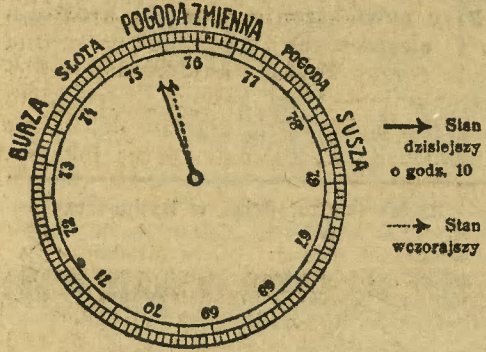 POGODA ZMIENNA
SŁOTA
POGODA
BURZA
SUSZA
75
76
77
74
78
73
79
72
67
71
68
70
69
Stan
dzisiejszy
o godz. 10
Stan
wczorajszy